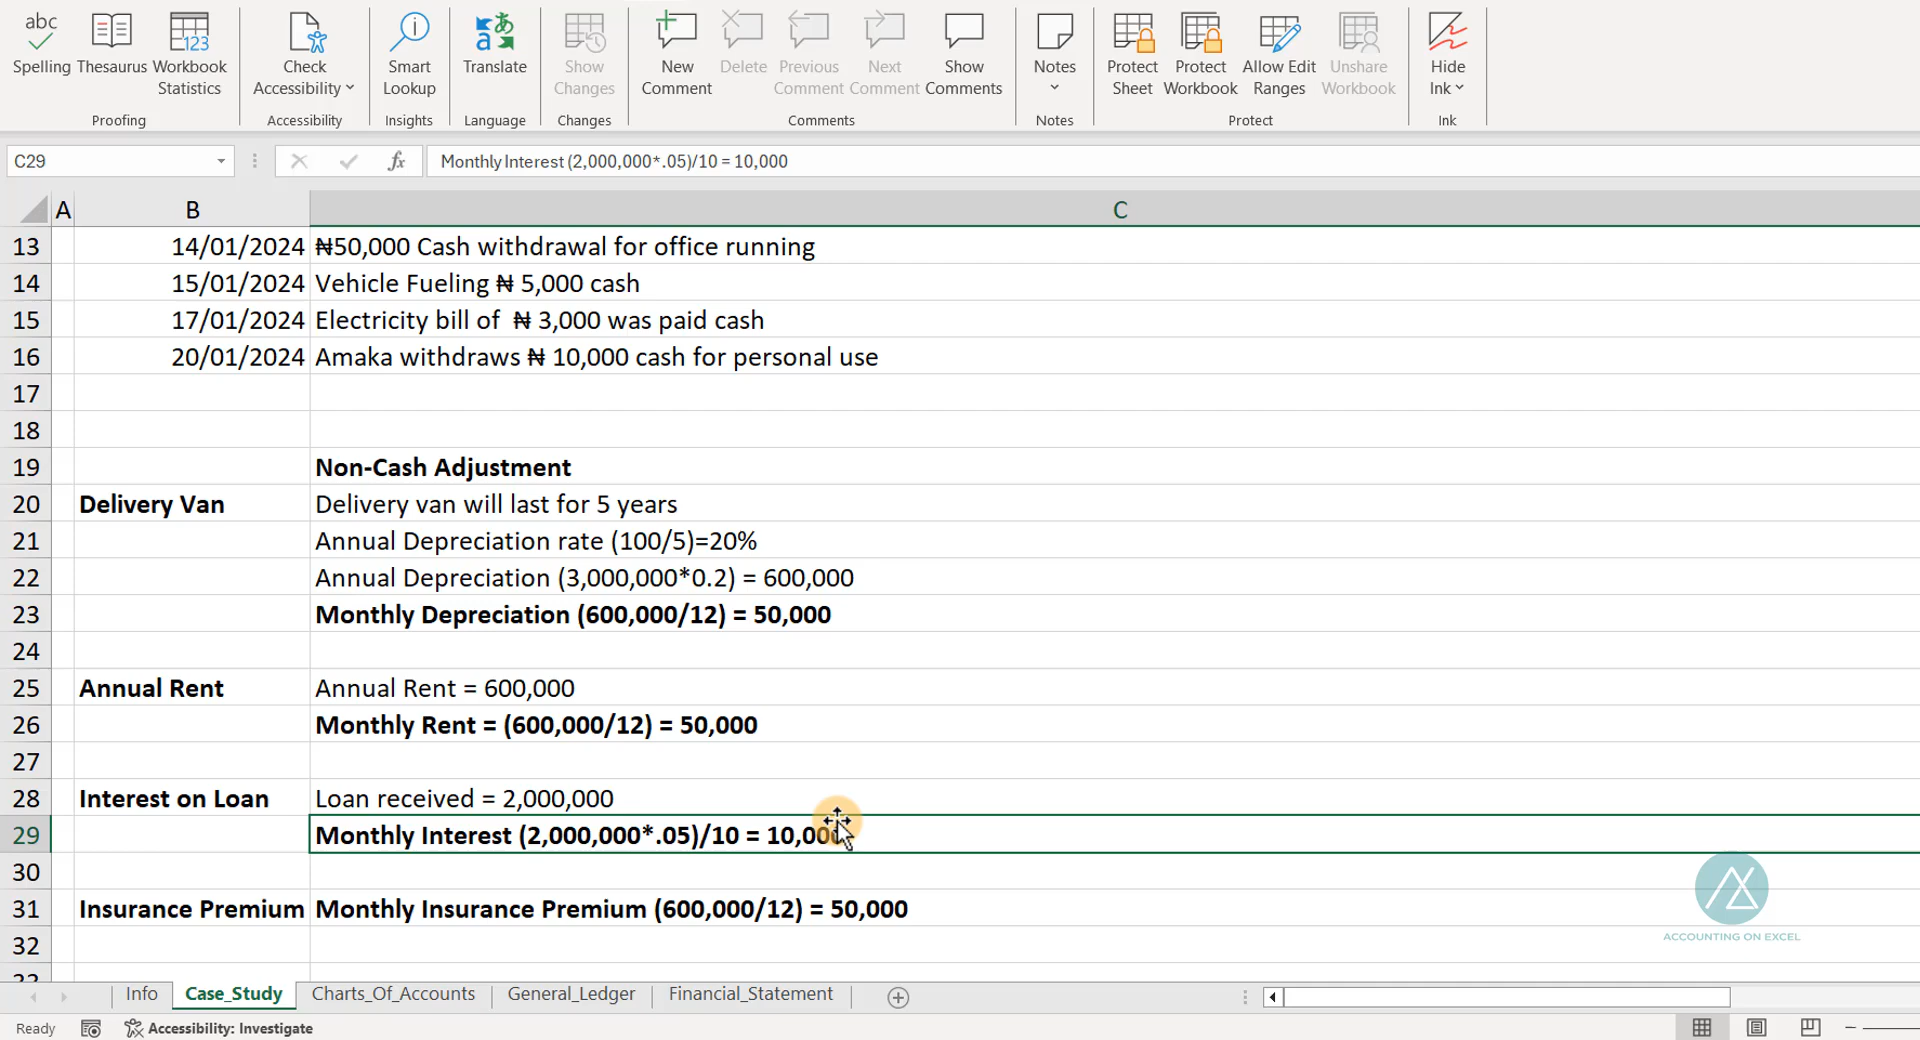 abc
Spelling
Thesaurus
123
Workbook Statistics
Proofing
Check Accessibility
Accessibility
Smart Lookup
Insights
Translate
Language
Show Changes
Changes
New Comment
Delete
Previous Comment
Next Comment
Show Comments
Comments
Notes
Notes
Protect Sheet
Protect Workbook
Allow Edit Ranges
Unshare Workbook
Protect
Hide Ink
Ink
C29
fx
Monthly Interest (2,000,000*.05)/10 = 10,000
A B C
13 14/01/2024 ₦50,000 Cash withdrawal for office running
14 15/01/2024 Vehicle Fueling ₦ 5,000 cash
15 17/01/2024 Electricity bill of ₦ 3,000 was paid cash
16 20/01/2024 Amaka withdraws ₦ 10,000 cash for personal use
17
18
19 Non-Cash Adjustment
20 Delivery Van Delivery van will last for 5 years
21 Annual Depreciation rate (100/5)=20%
22 Annual Depreciation (3,000,000*0.2) = 600,000
23 Monthly Depreciation (600,000/12) = 50,000
24
25 Annual Rent Annual Rent = 600,000
26 Monthly Rent = (600,000/12) = 50,000
27
28 Interest on Loan Loan received = 2,000,000
29 Monthly Interest (2,000,000*.05)/10 = 10,000
30
31 Insurance Premium Monthly Insurance Premium (600,000/12) = 50,000
32
ACCOUNTING ON EXCEL
Info Case_Study Charts_Of_Accounts General_Ledger Financial_Statement
Ready Accessibility: Investigate